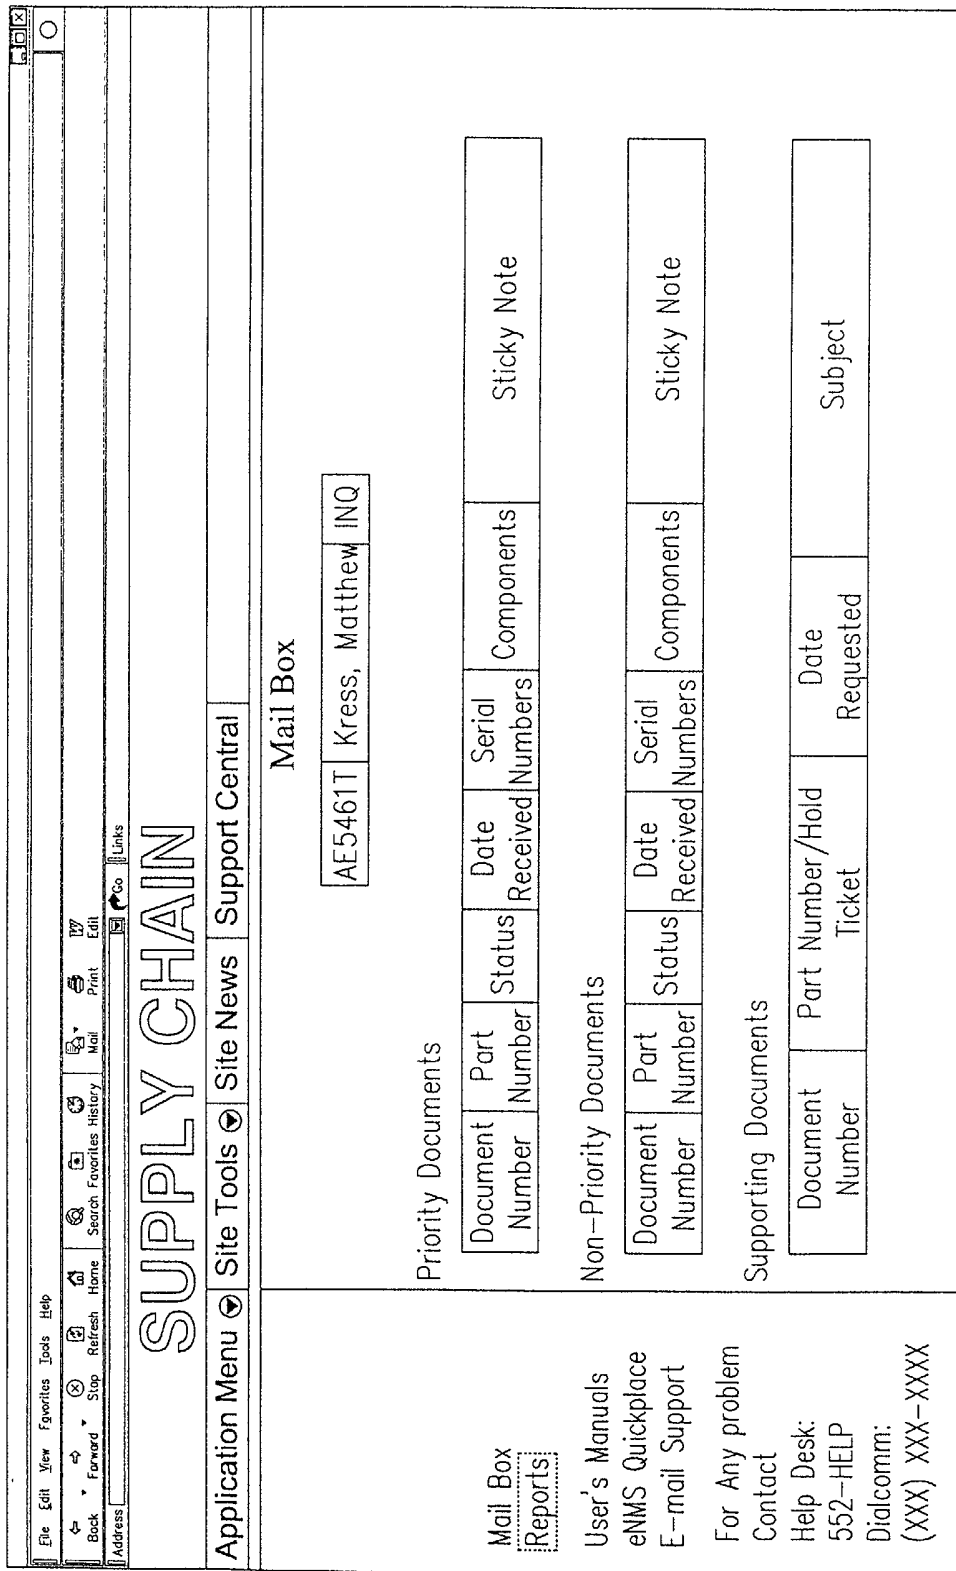 File Edit View Favorites Tools Help
Back Forward Stop Refresh Home Search Favorites History Mail Print Edit
Address Go Links
SUPPLY CHAIN
Application Menu Site Tools Site News Support Central
Mail Box
AE5461T Kress, Matthew INQ
Mail Box
Reports
User's Manuals
eNMS Quickplace
E-mail Support
For Any problem
Contact
Help Desk:
552-HELP
Dialcomm:
(XXX) XXX-XXXX
Priority Documents
Document Number Part Number Status Date Received Serial Numbers Components Sticky Note
Non-Priority Documents
Document Number Part Number Status Date Received Serial Numbers Components Sticky Note
Supporting Documents
Document Number Part Number/Hold Ticket Date Requested Subject